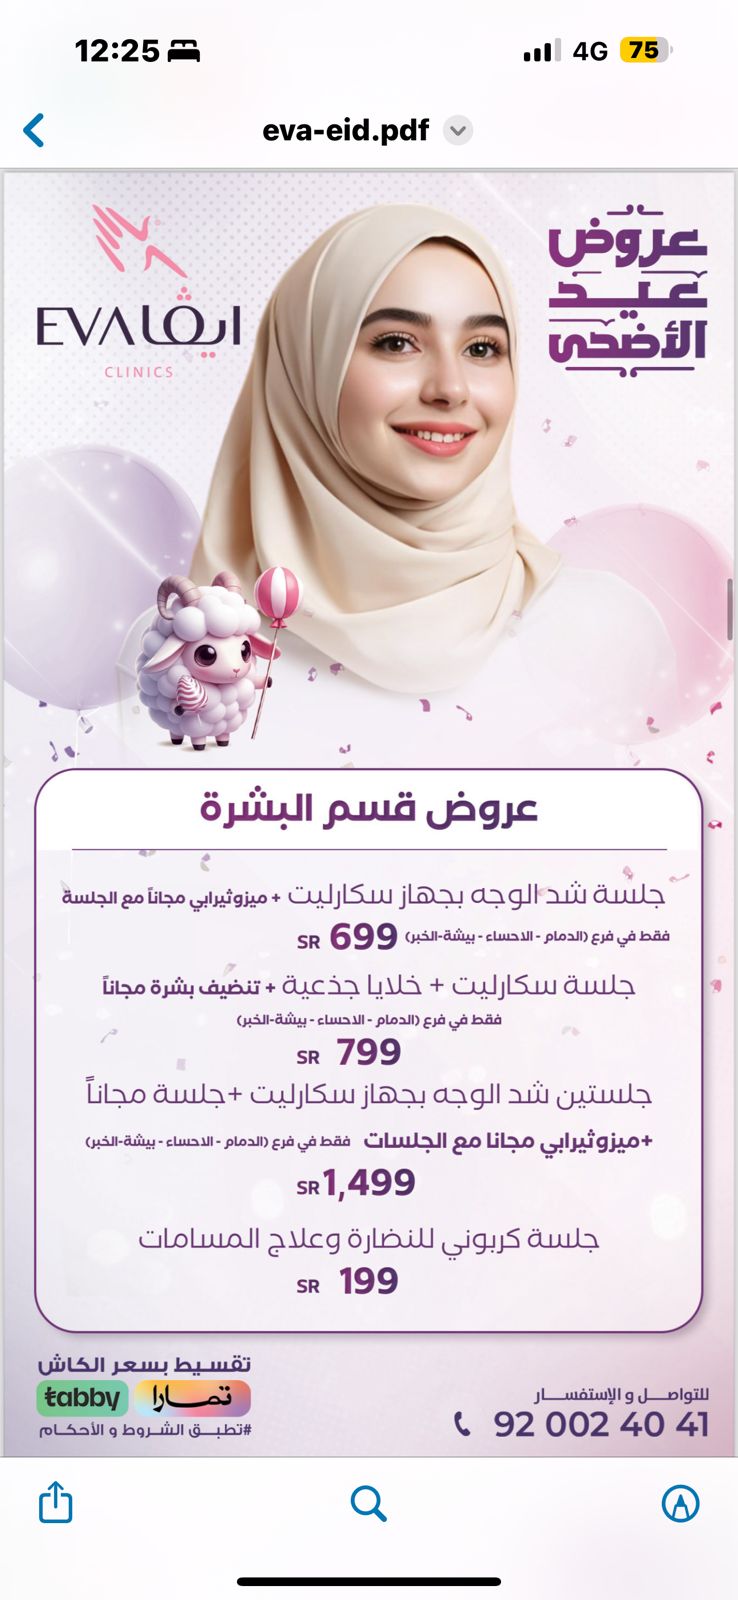 12:25
4G
75
eva-eid.pdf
EVA ايفا
CLINICS
عروض
عيد
الأضحى
عروض قسم البشرة
جلسة شد الوجه بجهاز سكارليت + ميزوثيرابي مجاناً مع الجلسة
فقط في فرع (الدمام - الاحساء - بيشة-الخبر) 699 SR
جلسة سكارليت + خلايا جذعية + تنضيف بشرة مجاناً
فقط في فرع (الدمام - الاحساء - بيشة-الخبر)
799 SR
جلستين شد الوجه بجهاز سكارليت +جلسة مجاناً
+ميزوثيرابي مجانا مع الجلسات فقط في فرع (الدمام - الاحساء - بيشة-الخبر)
1,499 SR
جلسة كربوني للنضارة وعلاج المسامات
199 SR
تقسيط بسعر الكاش
tabby تمارا
#تطبق الشروط و الأحكام
للتواصل و الإستفسار
92 002 40 41